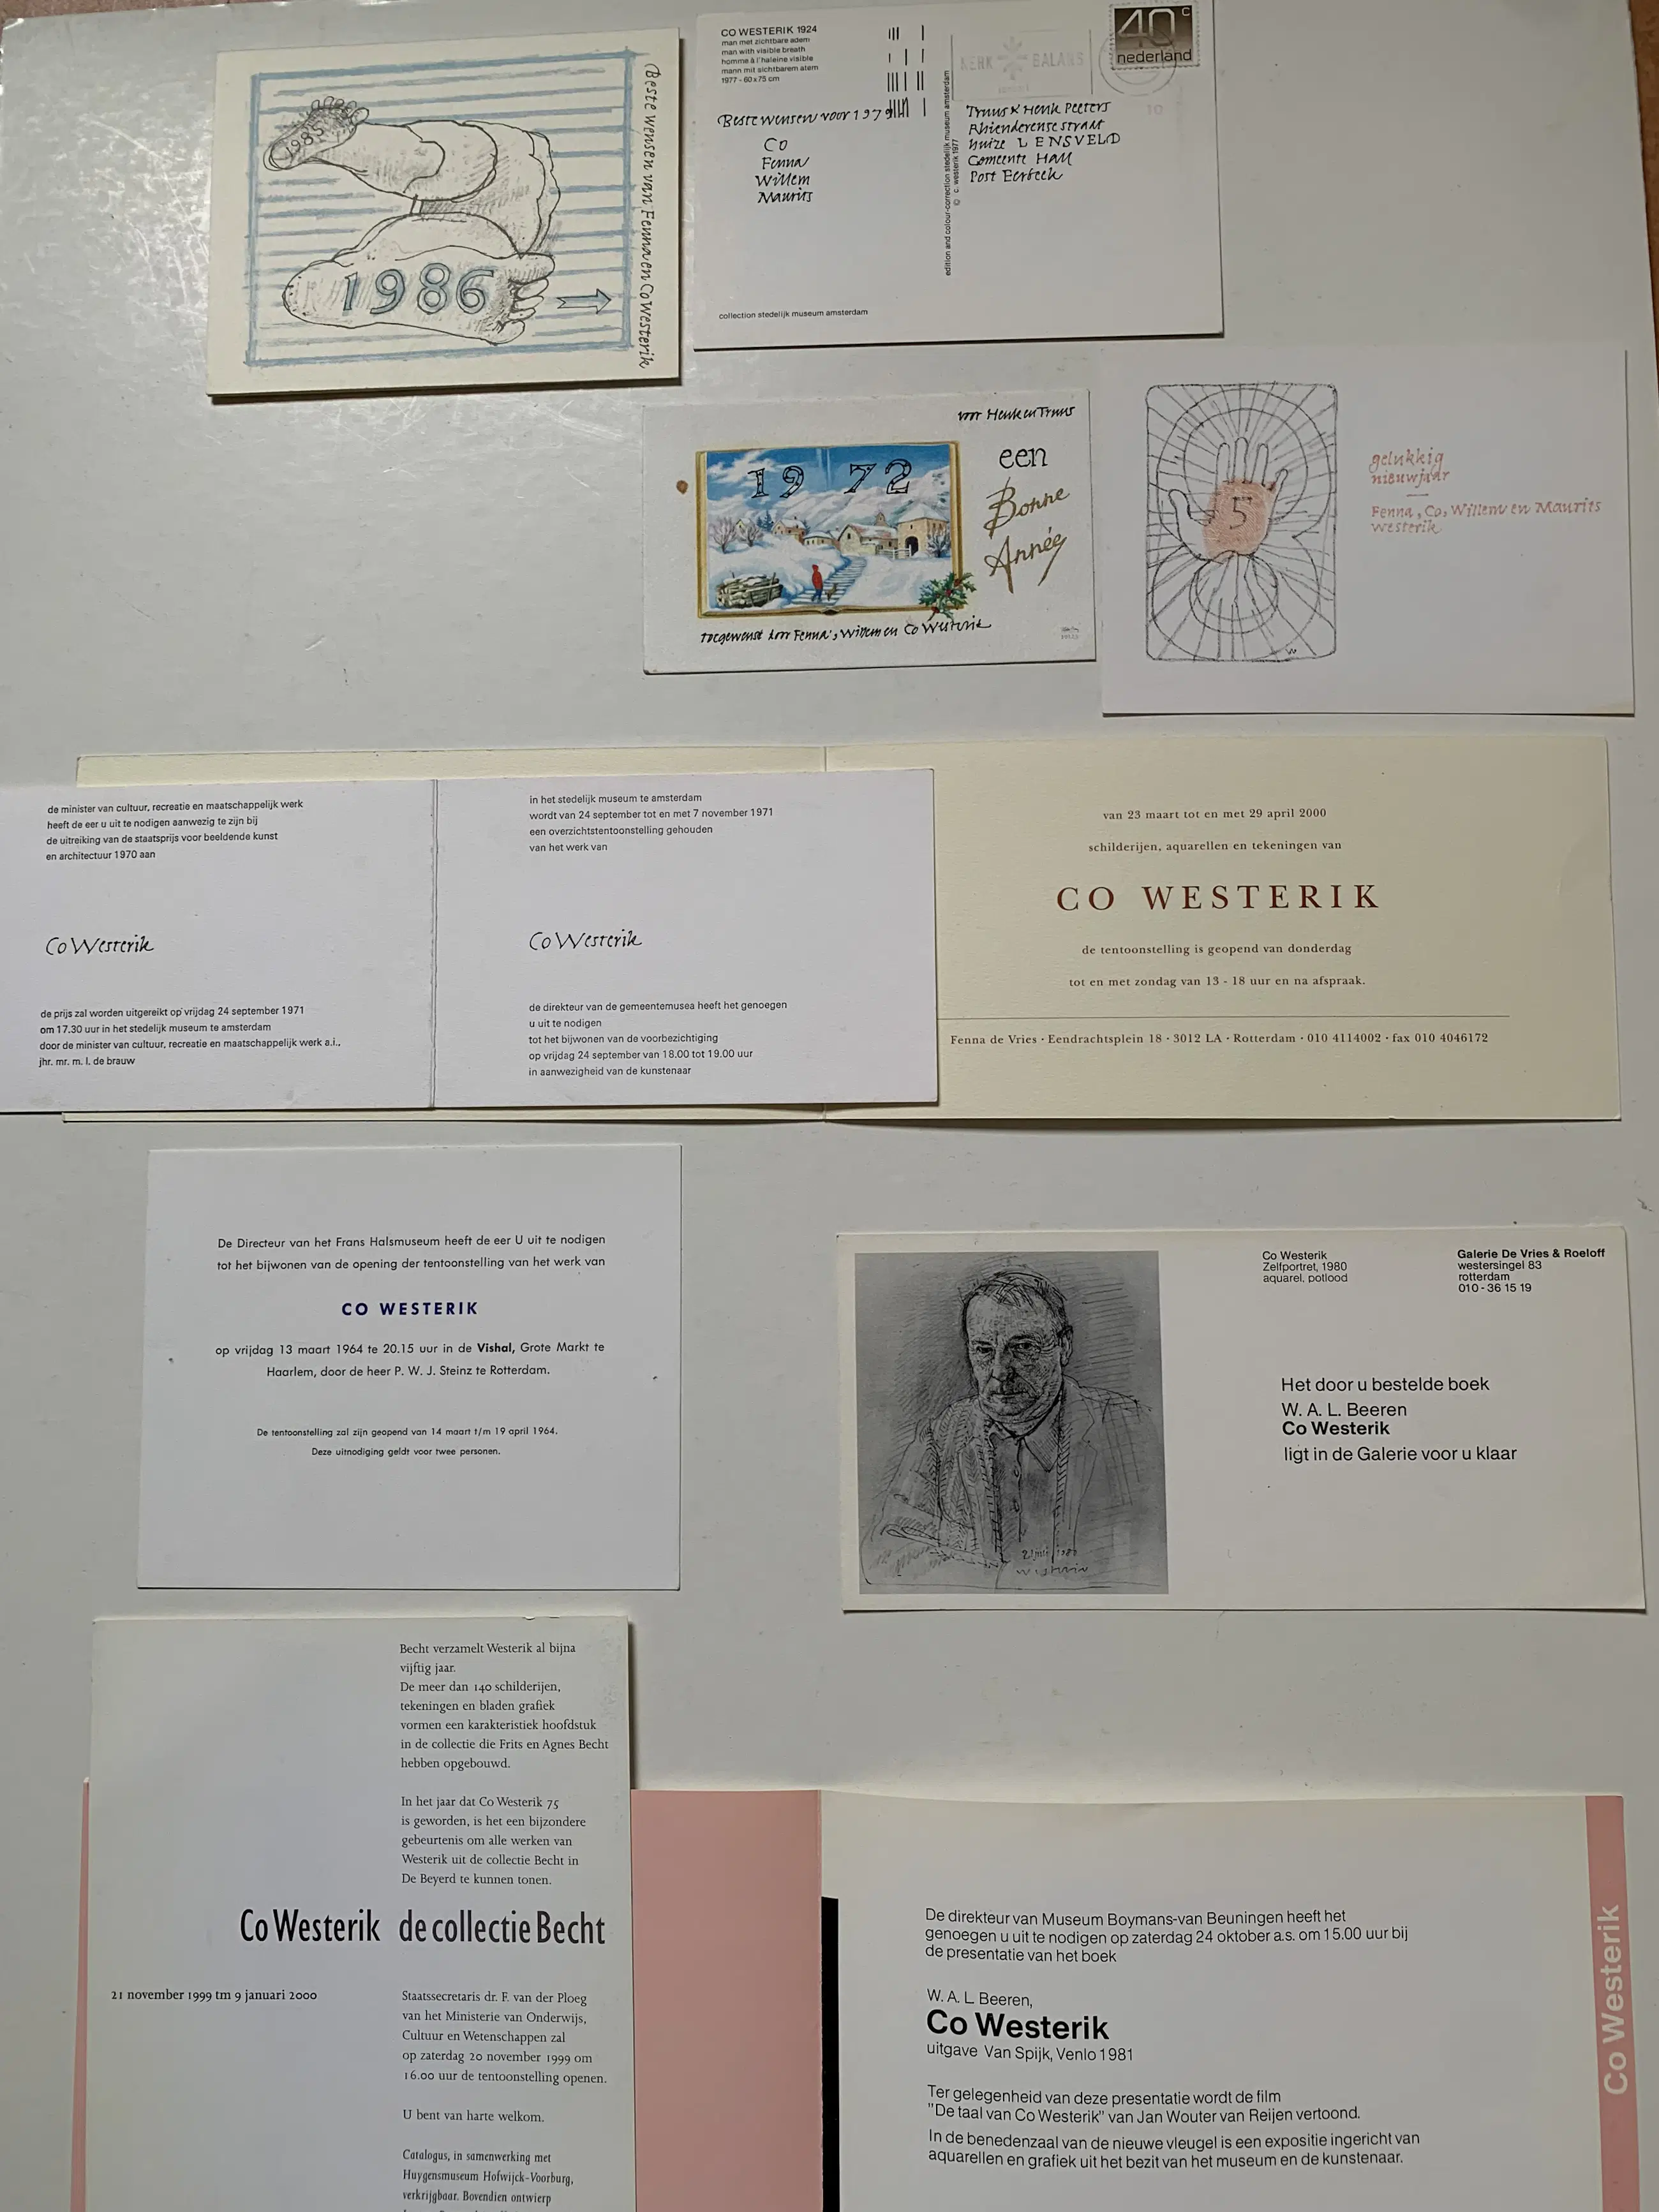 1985
1986
Beste wensen van Fenna en Co Westerik
CO WESTERIK 1924
man met zichtbare adem
man with visible breath
homme à l'haleine visible
mann mit sichtbarem atem
1977 - 60 x 75 cm
Beste wensen voor 1979
Co
Fenna
Willem
Maurits
collection stedelijk museum amsterdam
edition and colour-correction stedelijk museum amsterdam
© c. westerik 1977
KERK BALANS
40 c
nederland
Truus & Henk Peeters
Rhienderense straat
huize LENSVELD
Gemeente Hall
Post Eerbeek
voor Henk en Truus
1972
een
Bonne
Année
toegewenst door Fenna, Willem en Co Westerik
5
W
gelukkig
nieuwjaar
Fenna, Co, Willem en Maurits
westerik
de minister van cultuur, recreatie en maatschappelijk werk
heeft de eer u uit te nodigen aanwezig te zijn bij
de uitreiking van de staatsprijs voor beeldende kunst
en architectuur 1970 aan
Co Westerik
de prijs zal worden uitgereikt op vrijdag 24 september 1971
om 17.30 uur in het stedelijk museum te amsterdam
door de minister van cultuur, recreatie en maatschappelijk werk a.i.,
jhr. mr. m. l. de brauw
in het stedelijk museum te amsterdam
wordt van 24 september tot en met 7 november 1971
een overzichtstentoonstelling gehouden
van het werk van
Co Westerik
de direkteur van de gemeentemusea heeft het genoegen
u uit te nodigen
tot het bijwonen van de voorbezichtiging
op vrijdag 24 september van 18.00 tot 19.00 uur
in aanwezigheid van de kunstenaar
van 23 maart tot en met 29 april 2000
schilderijen, aquarellen en tekeningen van
CO WESTERIK
de tentoonstelling is geopend van donderdag
tot en met zondag van 13 - 18 uur en na afspraak.
Fenna de Vries · Eendrachtsplein 18 · 3012 LA · Rotterdam · 010 4114002 · fax 010 4046172
De Directeur van het Frans Halsmuseum heeft de eer U uit te nodigen
tot het bijwonen van de opening der tentoonstelling van het werk van
CO WESTERIK
op vrijdag 13 maart 1964 te 20.15 uur in de Vishal, Grote Markt te
Haarlem, door de heer P. W. J. Steinz te Rotterdam.
De tentoonstelling zal zijn geopend van 14 maart t/m 19 april 1964.
Deze uitnodiging geldt voor twee personen.
Co Westerik
Zelfportret, 1980
aquarel, potlood
Galerie De Vries & Roeloff
westersingel 83
rotterdam
010 - 36 15 19
Het door u bestelde boek
W. A. L. Beeren
Co Westerik
ligt in de Galerie voor u klaar
westerik
Becht verzamelt Westerik al bijna
vijftig jaar.
De meer dan 140 schilderijen,
tekeningen en bladen grafiek
vormen een karakteristiek hoofdstuk
in de collectie die Frits en Agnes Becht
hebben opgebouwd.
In het jaar dat Co Westerik 75
is geworden, is het een bijzondere
gebeurtenis om alle werken van
Westerik uit de collectie Becht in
De Beyerd te kunnen tonen.
Co Westerik de collectie Becht
21 november 1999 tm 9 januari 2000
Staatssecretaris dr. F. van der Ploeg
van het Ministerie van Onderwijs,
Cultuur en Wetenschappen zal
op zaterdag 20 november 1999 om
16.00 uur de tentoonstelling openen.
U bent van harte welkom.
Catalogus, in samenwerking met
Huygensmuseum Hofwijck-Voorburg,
verkrijgbaar. Bovendien ontwierp
De direkteur van Museum Boymans-van Beuningen heeft het
genoegen u uit te nodigen op zaterdag 24 oktober a.s. om 15.00 uur bij
de presentatie van het boek
W. A. L. Beeren,
Co Westerik
uitgave Van Spijk, Venlo 1981
Ter gelegenheid van deze presentatie wordt de film
"De taal van Co Westerik" van Jan Wouter van Reijen vertoond.
In de benedenzaal van de nieuwe vleugel is een expositie ingericht van
aquarellen en grafiek uit het bezit van het museum en de kunstenaar.
Co Westerik